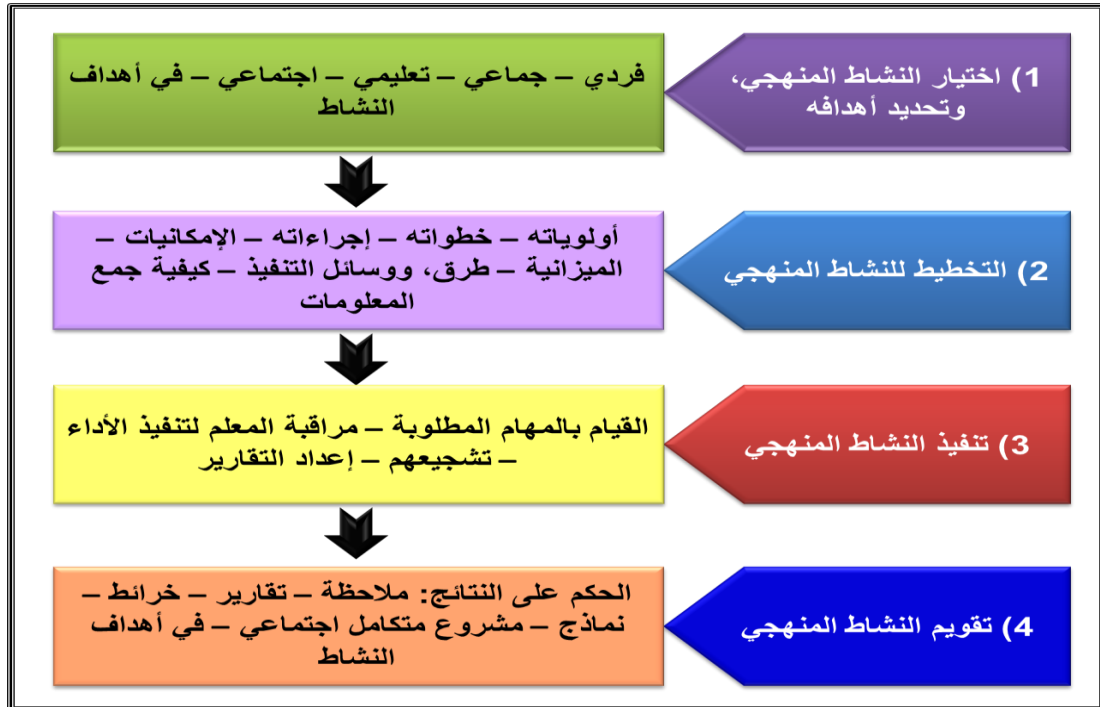 1) اختيار النشاط المنهجي،
وتحديد أهدافه
فردي – جماعي – تعليمي – اجتماعي – في أهداف
النشاط
2) التخطيط للنشاط المنهجي
أولوياته – خطواته – إجراءاته – الإمكانيات –
الميزانية – طرق، ووسائل التنفيذ – كيفية جمع
المعلومات
3) تنفيذ النشاط المنهجي
القيام بالمهام المطلوبة – مراقبة المعلم لتنفيذ الأداء
– تشجيعهم – إعداد التقارير
4) تقويم النشاط المنهجي
الحكم على النتائج: ملاحظة – تقارير – خرائط –
نماذج – مشروع متكامل اجتماعي – في أهداف
النشاط